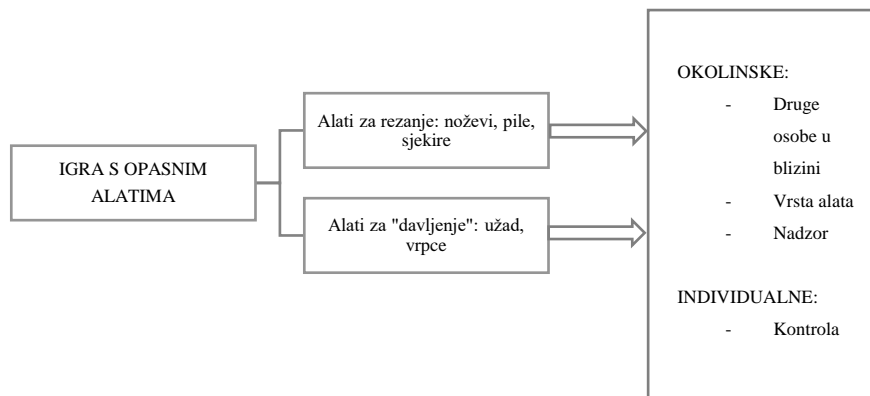 IGRA S OPASNIM
ALATIMA
Alati za rezanje: noževi, pile,
sjekire
Alati za "davljenje": užad,
vrpce
OKOLINSKE:
- Druge
osobe u
blizini
- Vrsta alata
- Nadzor
INDIVIDUALNE:
- Kontrola